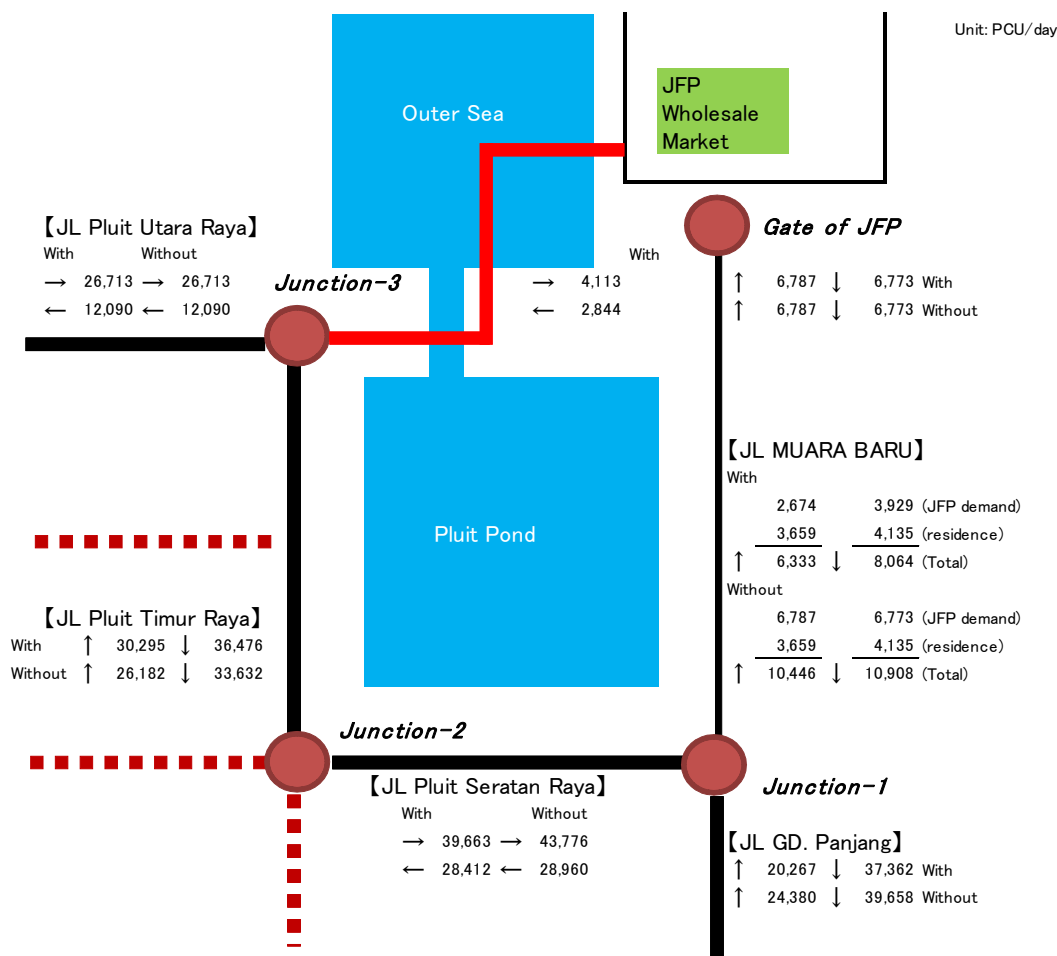 Unit: PCU/day
JFP
Wholesale
Market
Outer Sea
【JL Pluit Utara Raya】
With Without
→ 26,713 → 26,713
← 12,090 ← 12,090
Junction-3
With
→ 4,113
← 2,844
Gate of JFP
↑ 6,787 ↓ 6,773 With
↑ 6,787 ↓ 6,773 Without
【JL MUARA BARU】
With
2,674 3,929 (JFP demand)
3,659 4,135 (residence)
↑ 6,333 ↓ 8,064 (Total)
Without
6,787 6,773 (JFP demand)
3,659 4,135 (residence)
↑ 10,446 ↓ 10,908 (Total)
Pluit Pond
【JL Pluit Timur Raya】
With ↑ 30,295 ↓ 36,476
Without ↑ 26,182 ↓ 33,632
Junction-2
Junction-1
【JL Pluit Seratan Raya】
With Without
→ 39,663 → 43,776
← 28,412 ← 28,960
【JL GD. Panjang】
↑ 20,267 ↓ 37,362 With
↑ 24,380 ↓ 39,658 Without